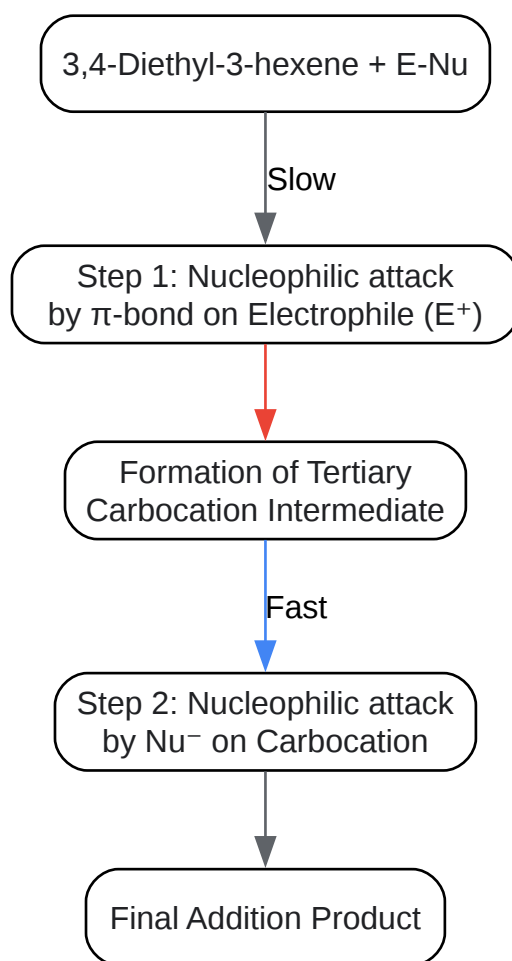 3,4-Diethyl-3-hexene + E-Nu
Slow
Step 1: Nucleophilic attack
by π-bond on Electrophile (E⁺)
Formation of Tertiary
Carbocation Intermediate
Fast
Step 2: Nucleophilic attack
by Nu⁻ on Carbocation
Final Addition Product